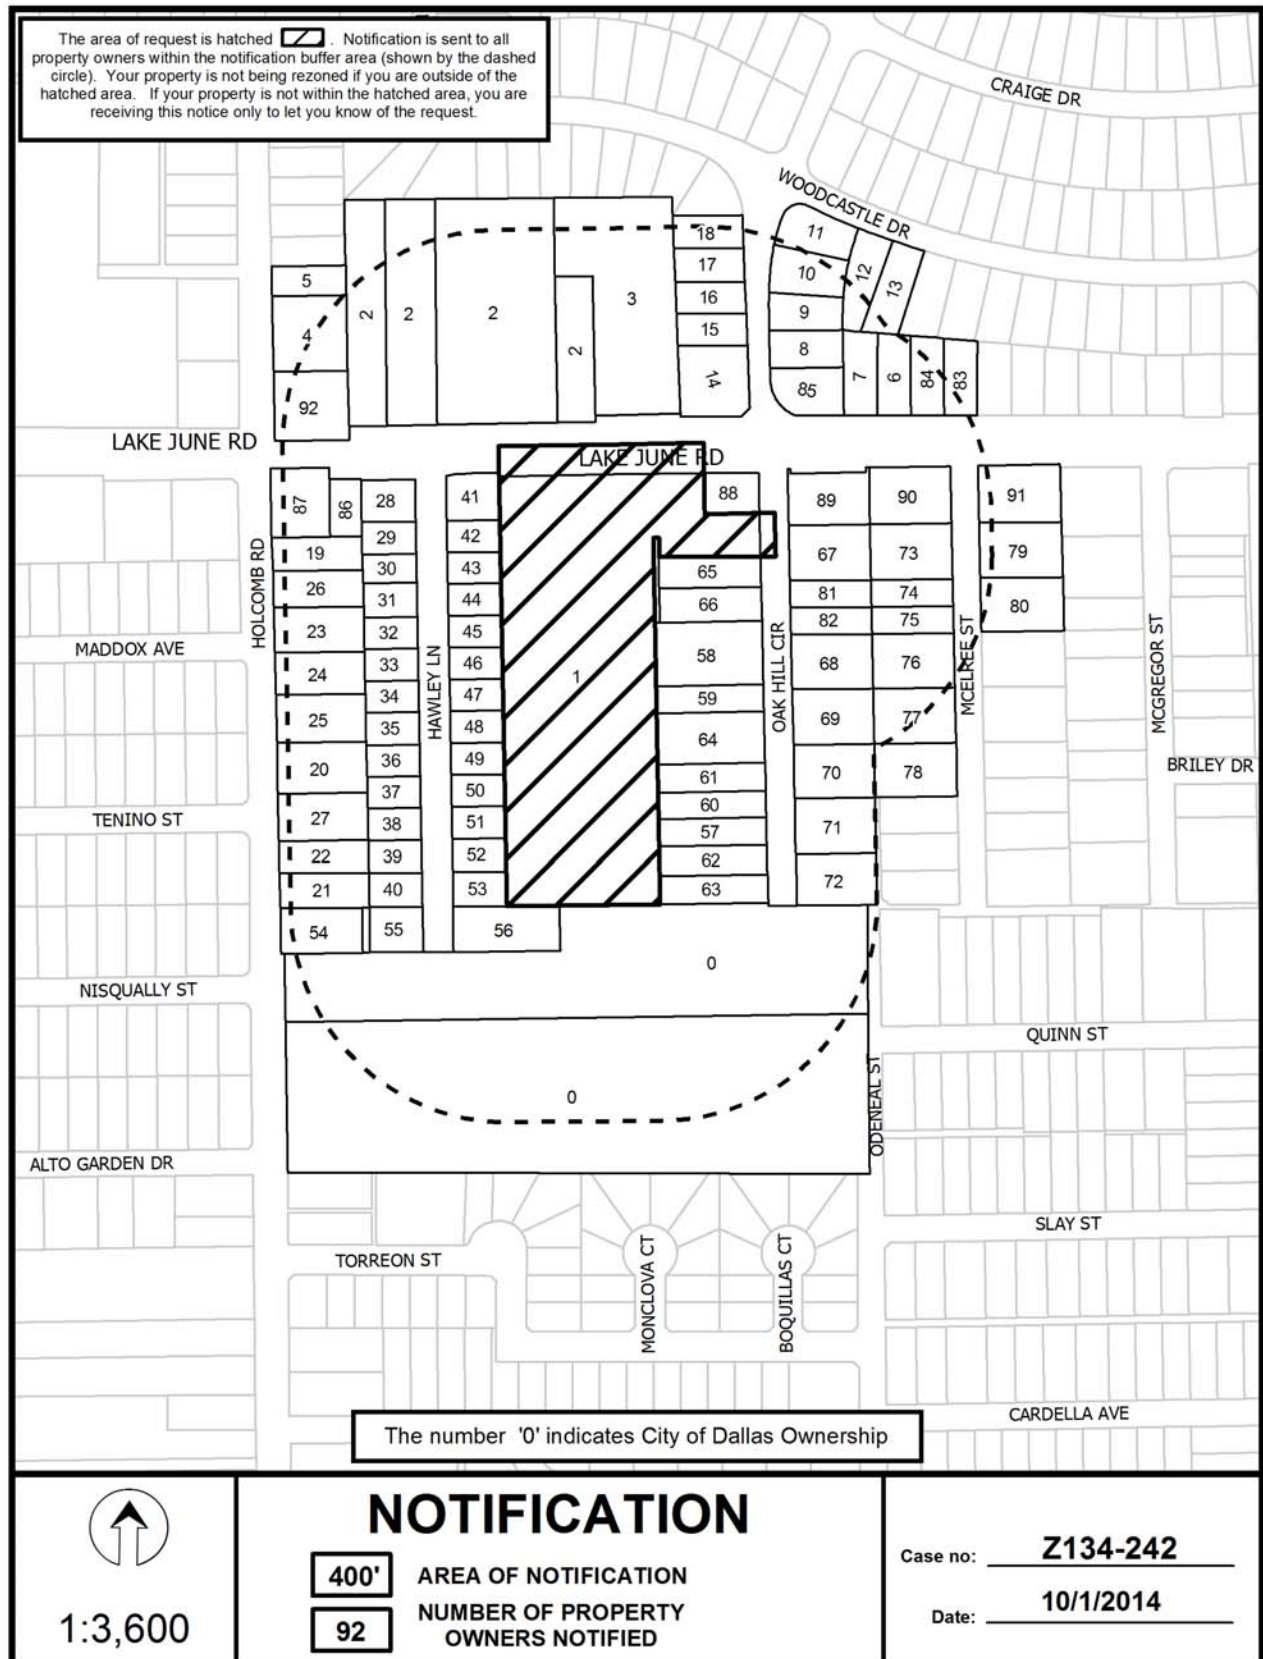 The area of request is hatched . Notification is sent to all
property owners within the notification buffer area (shown by the dashed
circle). Your property is not being rezoned if you are outside of the
hatched area. If your property is not within the hatched area, you are
receiving this notice only to let you know of the request.
CRAIGE DR
WOODCASTLE DR
18
11
17
10
12
13
5
16
9
3
4
2
2
2
15
8
2
14
7
6
84
83
85
92
LAKE JUNE RD
LAKE JUNE RD
87
86
28
41
88
89
90
91
29
42
19
30
43
67
73
79
65
26
31
44
66
81
74
80
82
75
HOLCOMB RD
23
32
45
MADDOX AVE
24
33
46
58
68
76
HAWLEY LN
1
OAK HILL CIR
MCELREE ST
MCGREGOR ST
34
47
59
25
35
48
64
69
77
20
36
49
61
70
78
BRILEY DR
37
50
60
TENINO ST
27
38
51
57
71
22
39
52
62
21
40
53
63
72
54
55
56
0
NISQUALLY ST
QUINN ST
0
ODENEAL ST
ALTO GARDEN DR
SLAY ST
TORREON ST
MONCLOVA CT
BOQUILLAS CT
CARDELLA AVE
The number '0' indicates City of Dallas Ownership
1:3,600
NOTIFICATION
400' AREA OF NOTIFICATION
92 NUMBER OF PROPERTY
OWNERS NOTIFIED
Case no: Z134-242
Date: 10/1/2014